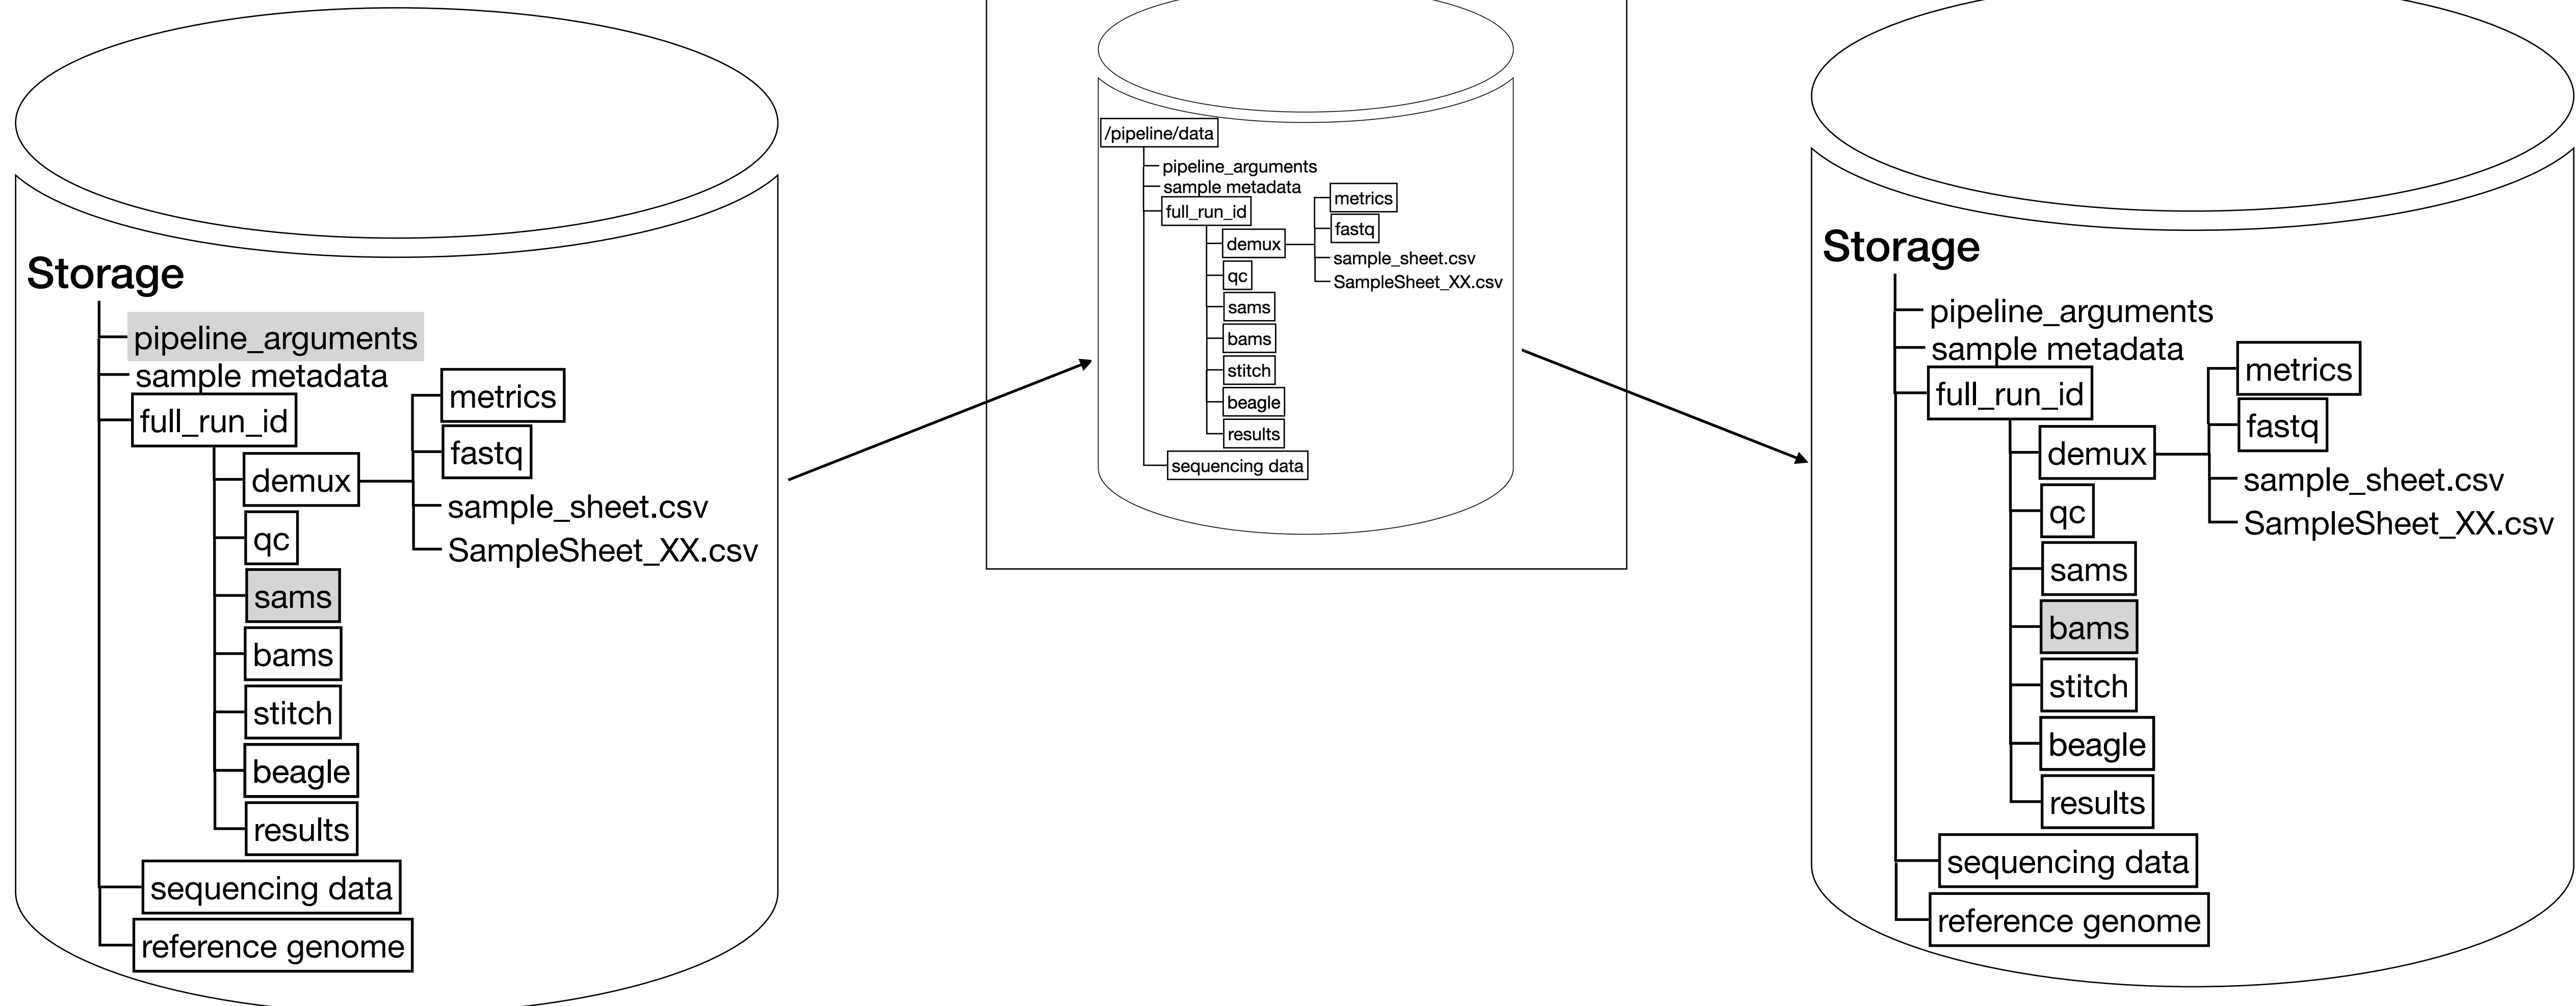 Storage
pipeline_arguments
sample metadata
full_run_id
demux
metrics
fastq
sample_sheet.csv
SampleSheet_XX.csv
qc
sams
bams
stitch
beagle
results
sequencing data
reference genome
/pipeline/data
pipeline_arguments
sample metadata
full_run_id
demux
metrics
fastq
sample_sheet.csv
SampleSheet_XX.csv
qc
sams
bams
stitch
beagle
results
sequencing data
Storage
pipeline_arguments
sample metadata
full_run_id
demux
metrics
fastq
sample_sheet.csv
SampleSheet_XX.csv
qc
sams
bams
stitch
beagle
results
sequencing data
reference genome